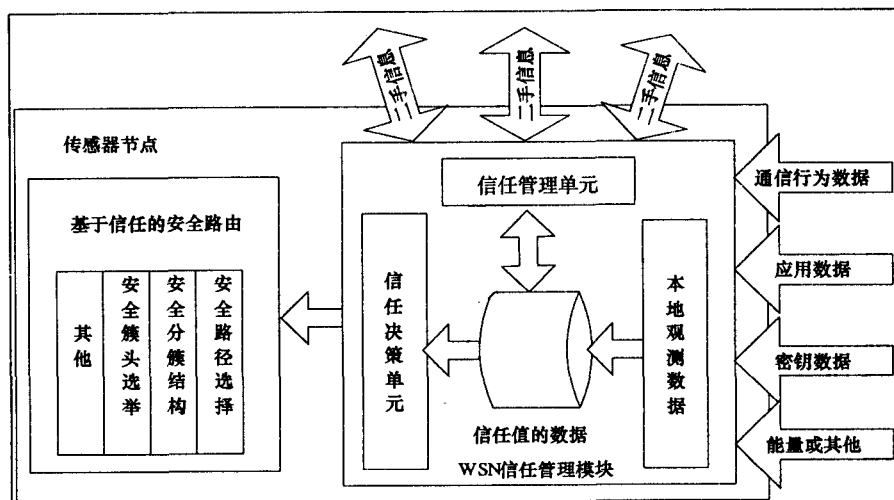 二手信息
二手信息
二手信息
传感器节点
信任管理单元
通信行为数据
基于信任的安全路由
应用数据
其他
安全簇头选举
安全分簇结构
安全路径选择
信任决策单元
本地观测数据
密钥数据
信任值的数据
能量或其他
WSN信任管理模块